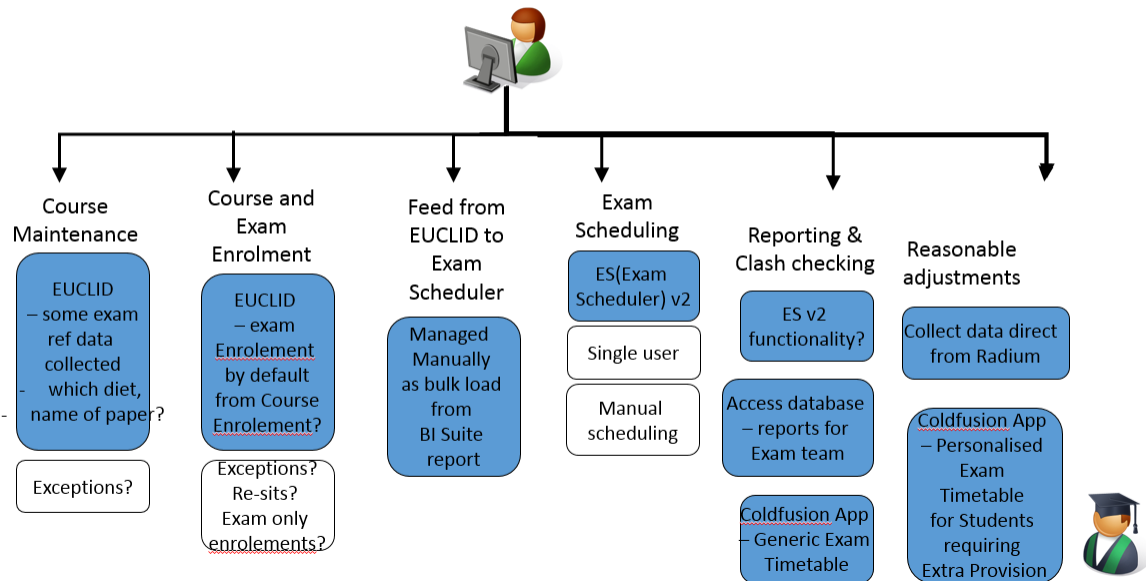 Course
Maintenance
EUCLID
– some exam
ref data
collected
- which diet,
- name of paper?
Exceptions?
Course and
Exam
Enrolment
EUCLID
– exam
Enrolement
by default
from Course
Enrolement?
Exceptions?
Re-sits?
Exam only
enrolements?
Feed from
EUCLID to
Exam
Scheduler
Managed
Manually
as bulk load
from
BI Suite
report
Exam
Scheduling
ES(Exam
Scheduler) v2
Single user
Manual
scheduling
Reporting &
Clash checking
ES v2
functionality?
Access database
– reports for
Exam team
Coldfusion App
– Generic Exam
Timetable
Reasonable
adjustments
Collect data direct
from Radium
Coldfusion App
– Personalised
Exam
Timetable
for Students
requiring
Extra Provision